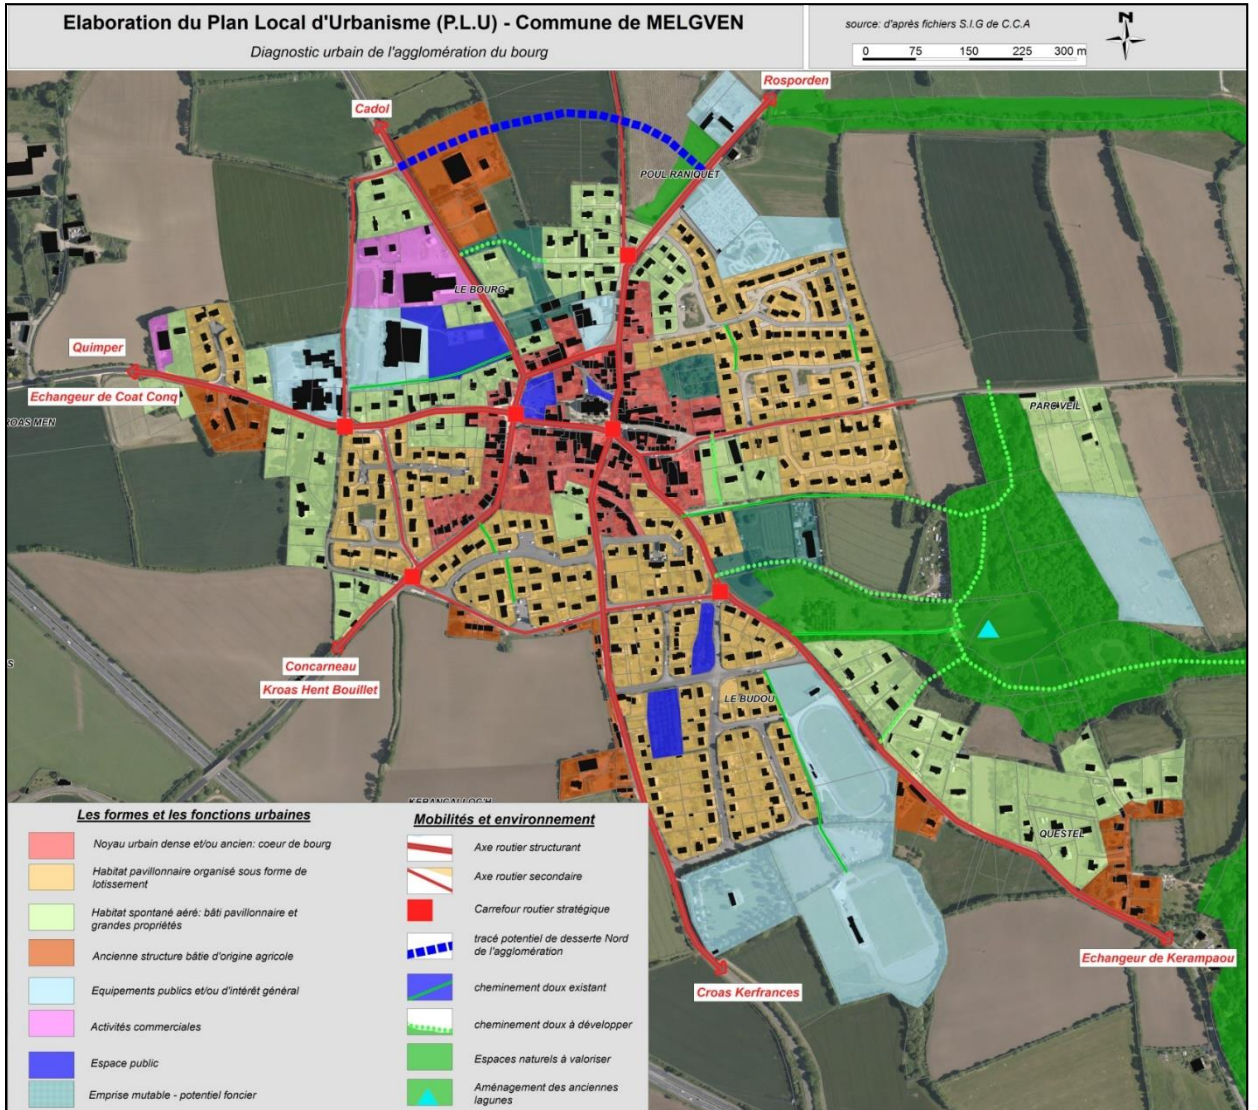 Elaboration du Plan Local d'Urbanisme (P.L.U) - Commune de MELGVEN
Diagnostic urbain de l'agglomération du bourg
source: d'après fichiers S.I.G de C.C.A
N
0 75 150 225 300 m
Rosporden
Cadol
POUL RANIQUET
LE BOURG
Quimper
Echangeur de Coat Conq
ROAS MEN
PARC VEIL
Concarneau
Kroas Hent Bouillet
S
LE BUDOU
KERANGALLOC'H
QUESTEL
Echangeur de Kerampaou
Croas Kerfrances
Les formes et les fonctions urbaines
Noyau urbain dense et/ou ancien: coeur de bourg
Habitat pavillonnaire organisé sous forme de
lotissement
Habitat spontané aéré: bâti pavillonnaire et
grandes propriétés
Ancienne structure bâtie d'origine agricole
Equipements publics et/ou d'intérêt général
Activités commerciales
Espace public
Emprise mutable - potentiel foncier
Mobilités et environnement
Axe routier structurant
Axe routier secondaire
Carrefour routier stratégique
tracé potentiel de desserte Nord
de l'agglomération
cheminement doux existant
cheminement doux à développer
Espaces naturels à valoriser
Aménagement des anciennes
lagunes